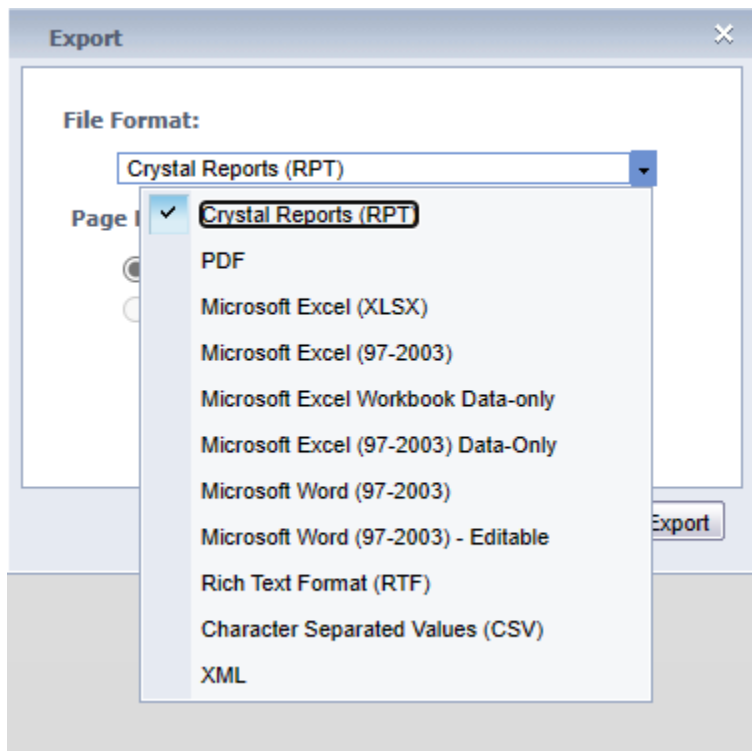 Export
File Format:
Crystal Reports (RPT)
Page
Crystal Reports (RPT)
PDF
Microsoft Excel (XLSX)
Microsoft Excel (97-2003)
Microsoft Excel Workbook Data-only
Microsoft Excel (97-2003) Data-Only
Microsoft Word (97-2003)
Microsoft Word (97-2003) - Editable
Export
Rich Text Format (RTF)
Character Separated Values (CSV)
XML